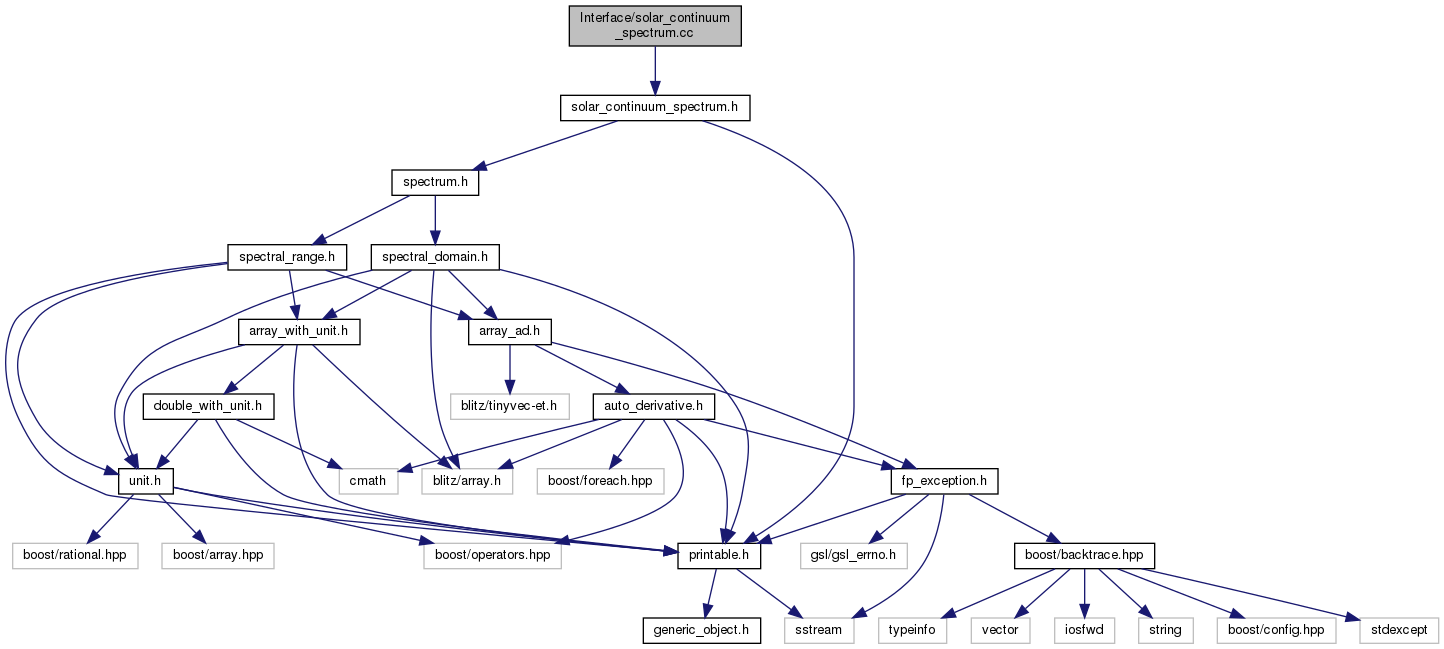 Interface/solar_continuum
_spectrum.cc
solar_continuum_spectrum.h
spectrum.h
spectral_range.h
spectral_domain.h
array_with_unit.h
array_ad.h
double_with_unit.h
blitz/tinyvec-et.h
auto_derivative.h
unit.h
cmath
blitz/array.h
boost/foreach.hpp
fp_exception.h
boost/rational.hpp
boost/array.hpp
boost/operators.hpp
printable.h
gsl/gsl_errno.h
boost/backtrace.hpp
generic_object.h
sstream
typeinfo
vector
iosfwd
string
boost/config.hpp
stdexcept